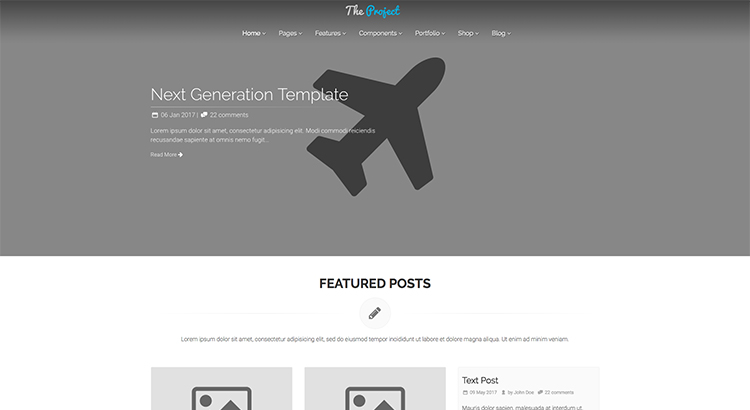 The Project
Home Pages Features Components Portfolio Shop Blog
Next Generation Template
06 Jan 2017 | 22 comments
Lorem ipsum dolor sit amet, consectetur adipisicing elit. Modi commodi reiciendis
recusandae sapiente at omnis nemo fugit...
Read More
FEATURED POSTS
Lorem ipsum dolor sit amet, consectetur adipisicing elit, sed do eiusmod tempor incididunt ut labore et dolore magna aliqua. Ut enim ad minim veniam.
Text Post
09 May 2017 by John Doe 22 comments
Mauris dolor sapien, malesuada at interdum ut